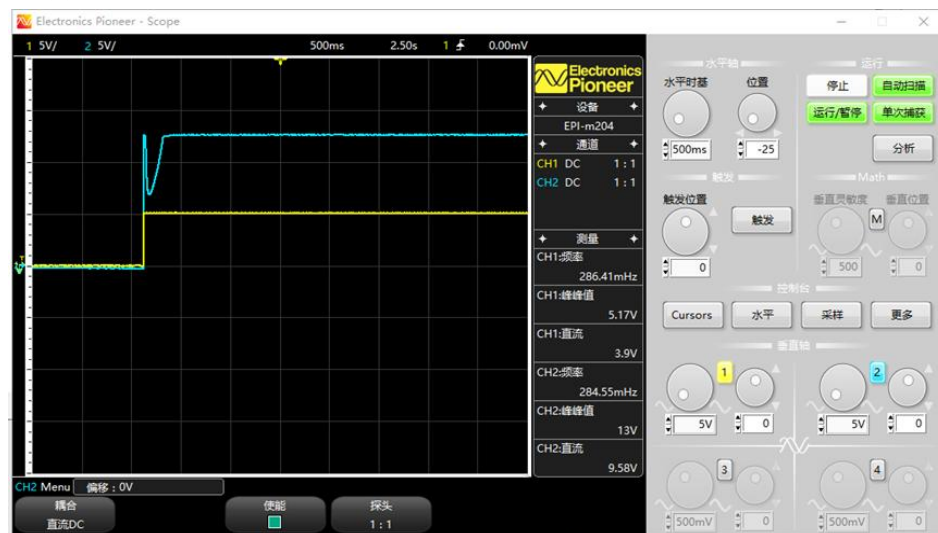 Electronics Pioneer - Scope
1 5V/ 2 5V/ 500ms 2.50s 1 0.00mV
Electronics
Pioneer
设备
EPI-m204
通道
CH1 DC 1 : 1
CH2 DC 1 : 1
测量
CH1:频率
286.41mHz
CH1:峰峰值
5.17V
CH1:直流
3.9V
CH2:频率
284.55mHz
CH2:峰峰值
13V
CH2:直流
9.58V
CH2 Menu 偏移 : 0V
耦合
直流DC
使能
探头
1 : 1
水平轴
水平时基 位置
500ms -25
运行
停止 自动扫描
运行/暂停 单次捕获
分析
触发
触发位置
触发
0
Math
垂直灵敏度 垂直位置
M
500 0
控制台
Cursors 水平 采样 更多
垂直轴
1 2
5V 0 5V 0
3 4
500mV 0 500mV 0